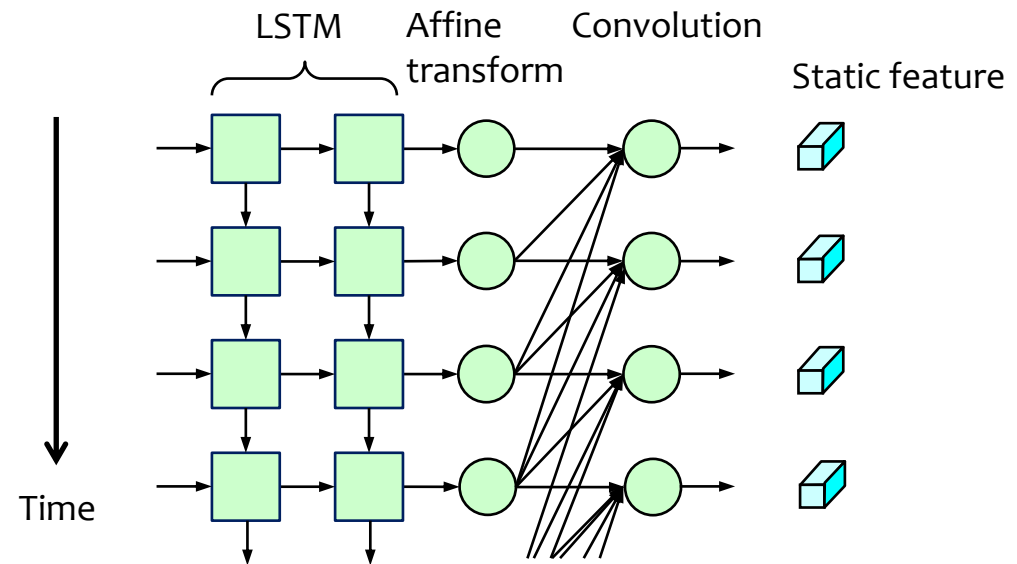 LSTM
Affine
transform
Convolution
Static feature
Time